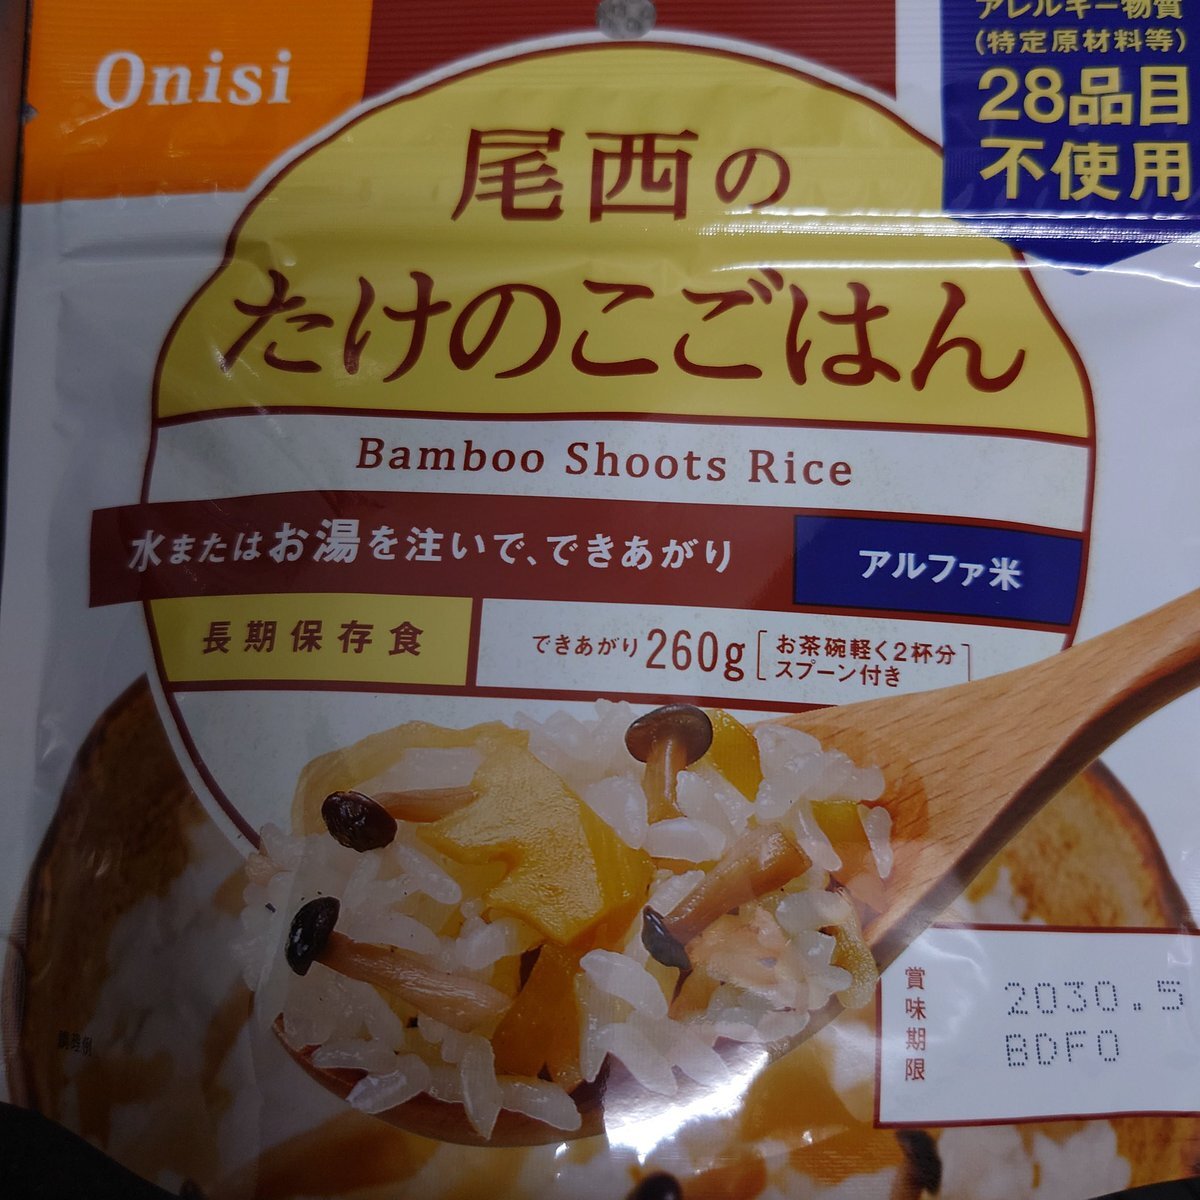 Onisi
アレルギー物質
(特定原材料等)
28品目
不使用
尾西の
たけのこごはん
Bamboo Shoots Rice
水またはお湯を注いで、できあがり
アルファ米
長期保存食
できあがり260g
お茶碗軽く2杯分
スプーン付き
賞味期限
2030.5
BDF0
調理例